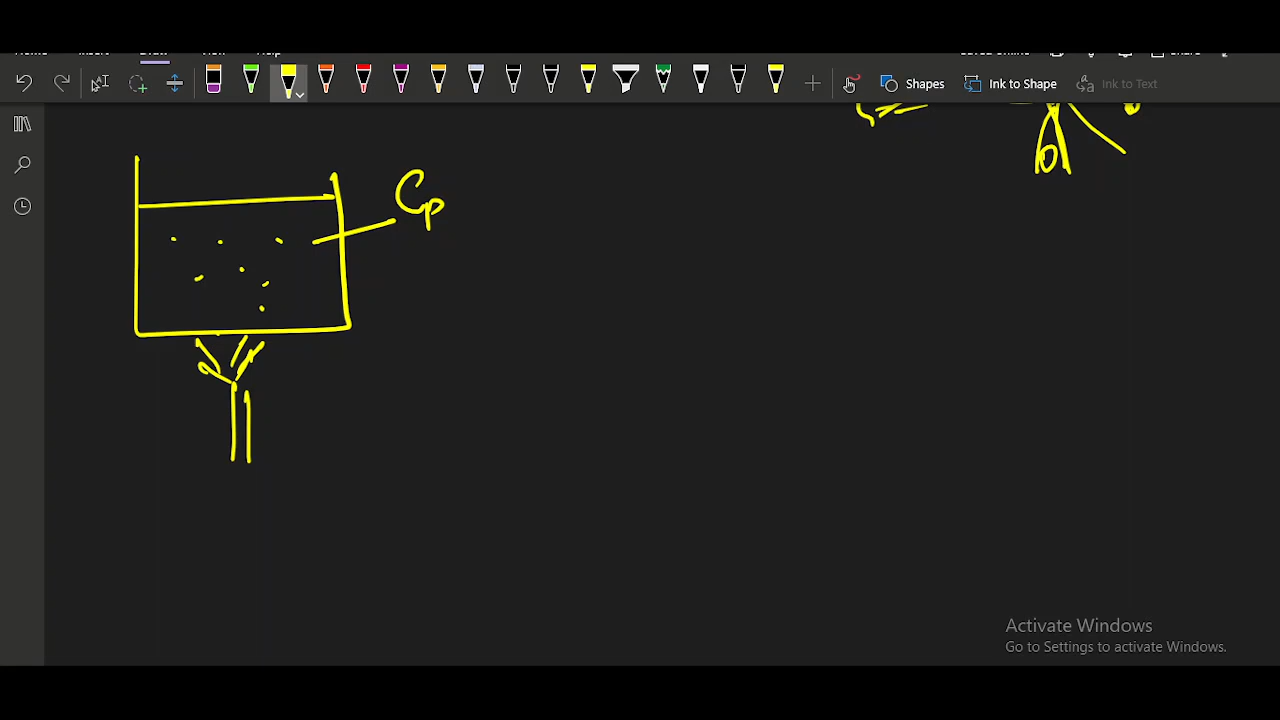 Shapes
Ink to Shape
Ink to Text
Cp
Activate Windows
Go to Settings to activate Windows.